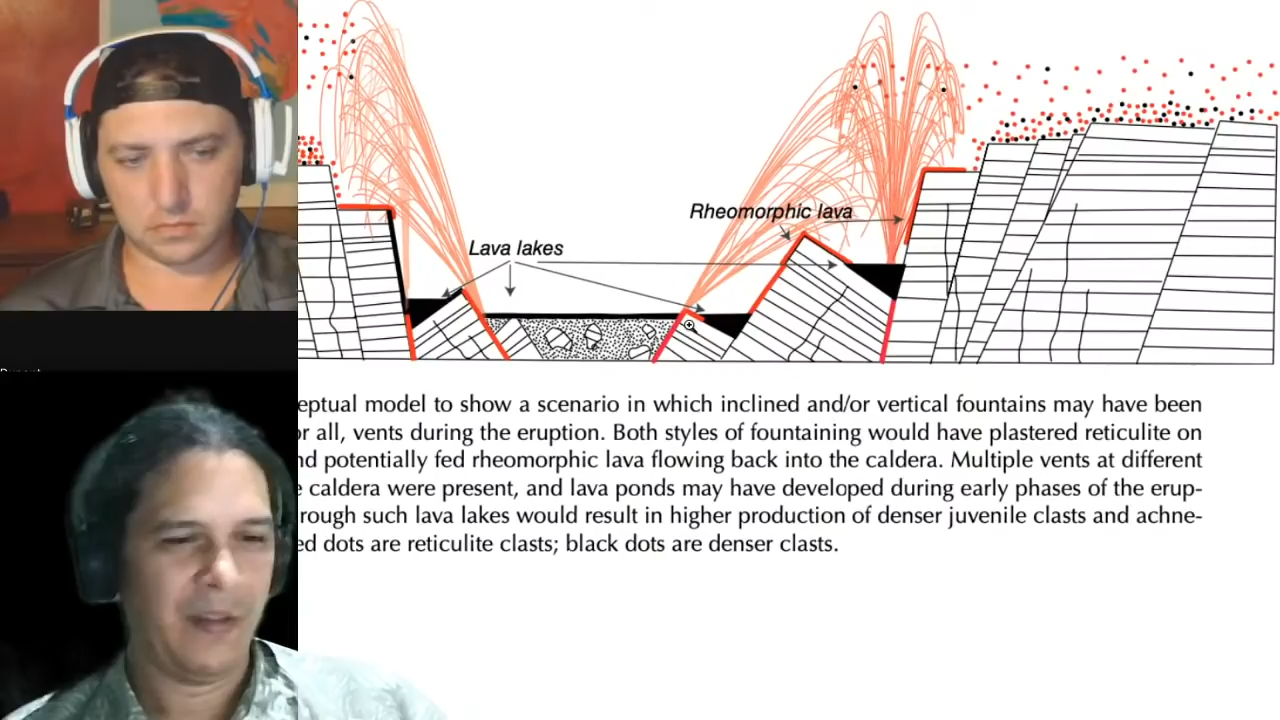 Rheomorphic lava
Lava lakes
eptual model to show a scenario in which inclined and/or vertical fountains may have been
r all, vents during the eruption. Both styles of fountaining would have plastered reticulite on
nd potentially fed rheomorphic lava flowing back into the caldera. Multiple vents at different
caldera were present, and lava ponds may have developed during early phases of the erup-
rough such lava lakes would result in higher production of denser juvenile clasts and achne-
ed dots are reticulite clasts; black dots are denser clasts.